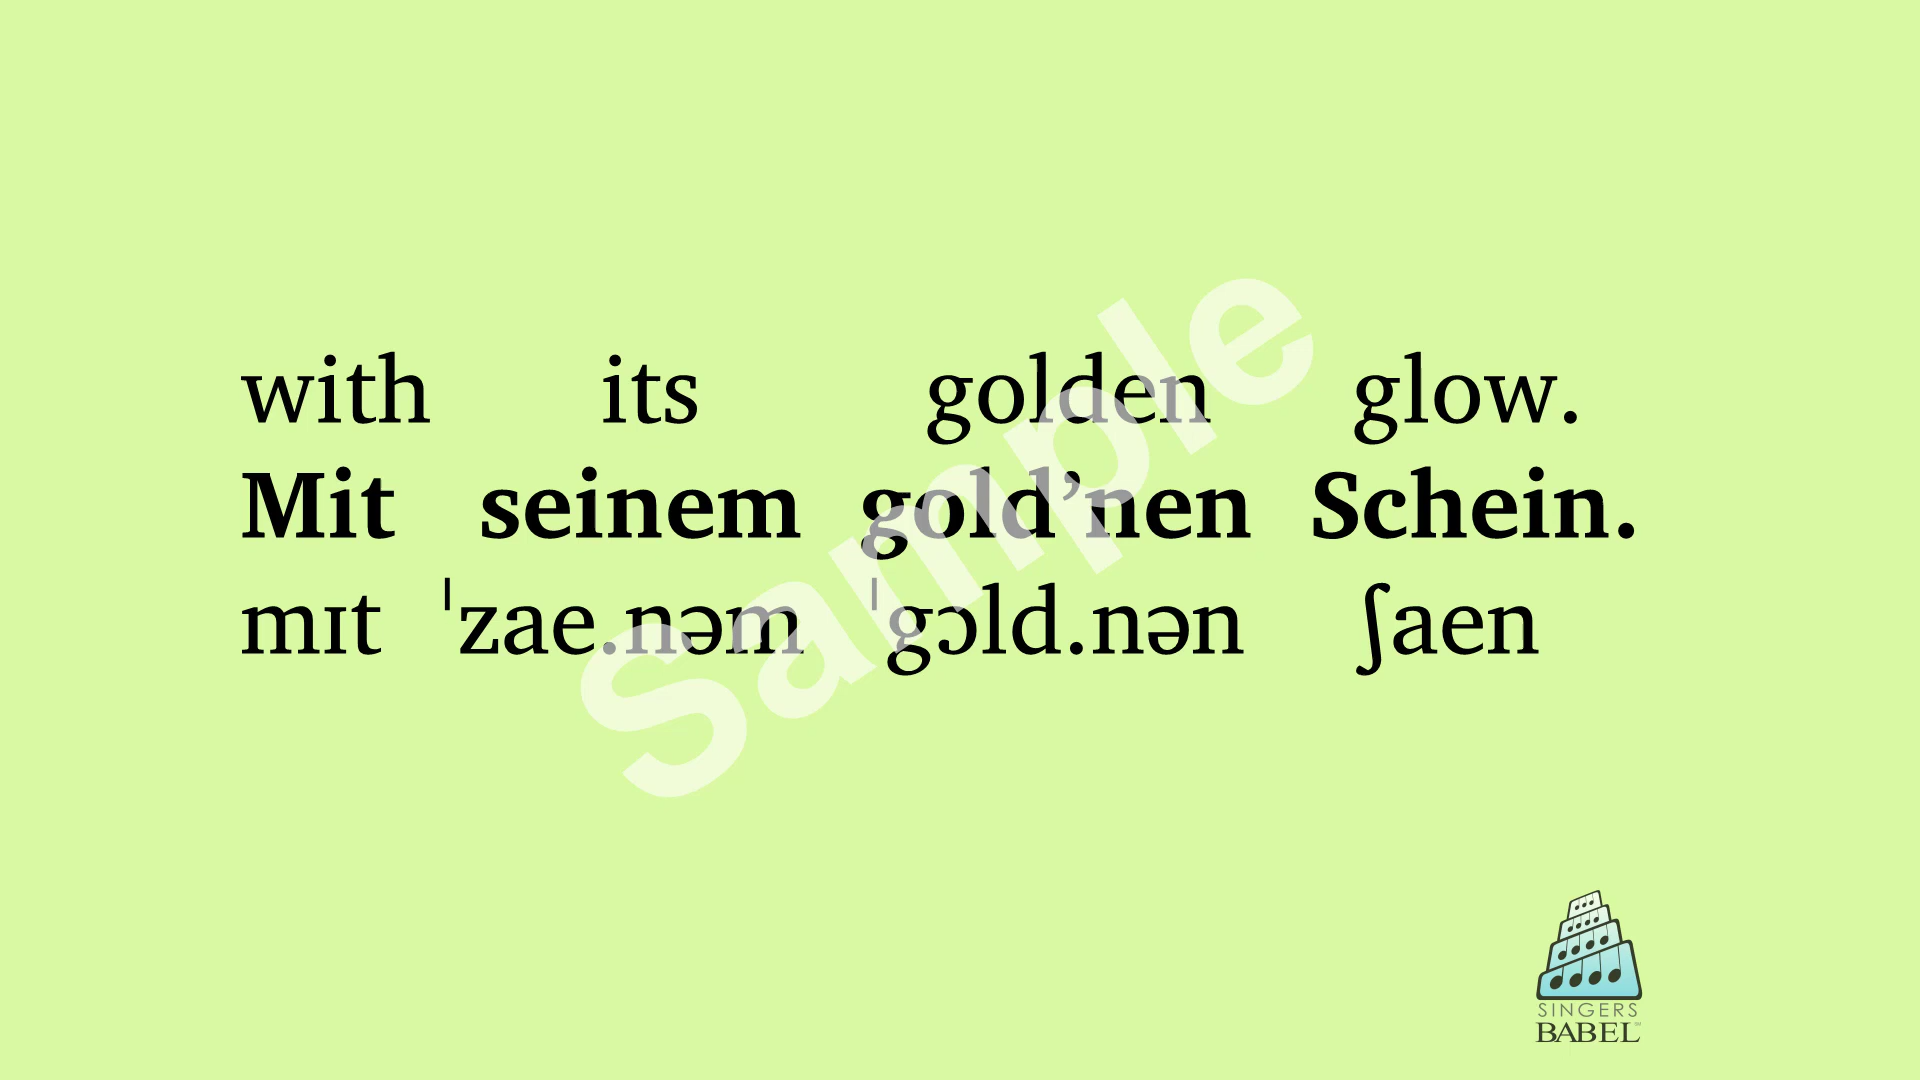 with its golden glow.
Mit seinem gold’nen Schein.
mɪt ˈzae.nəm ˈgɔld.nən ʃaen
Sample
SINGERS
BABEL